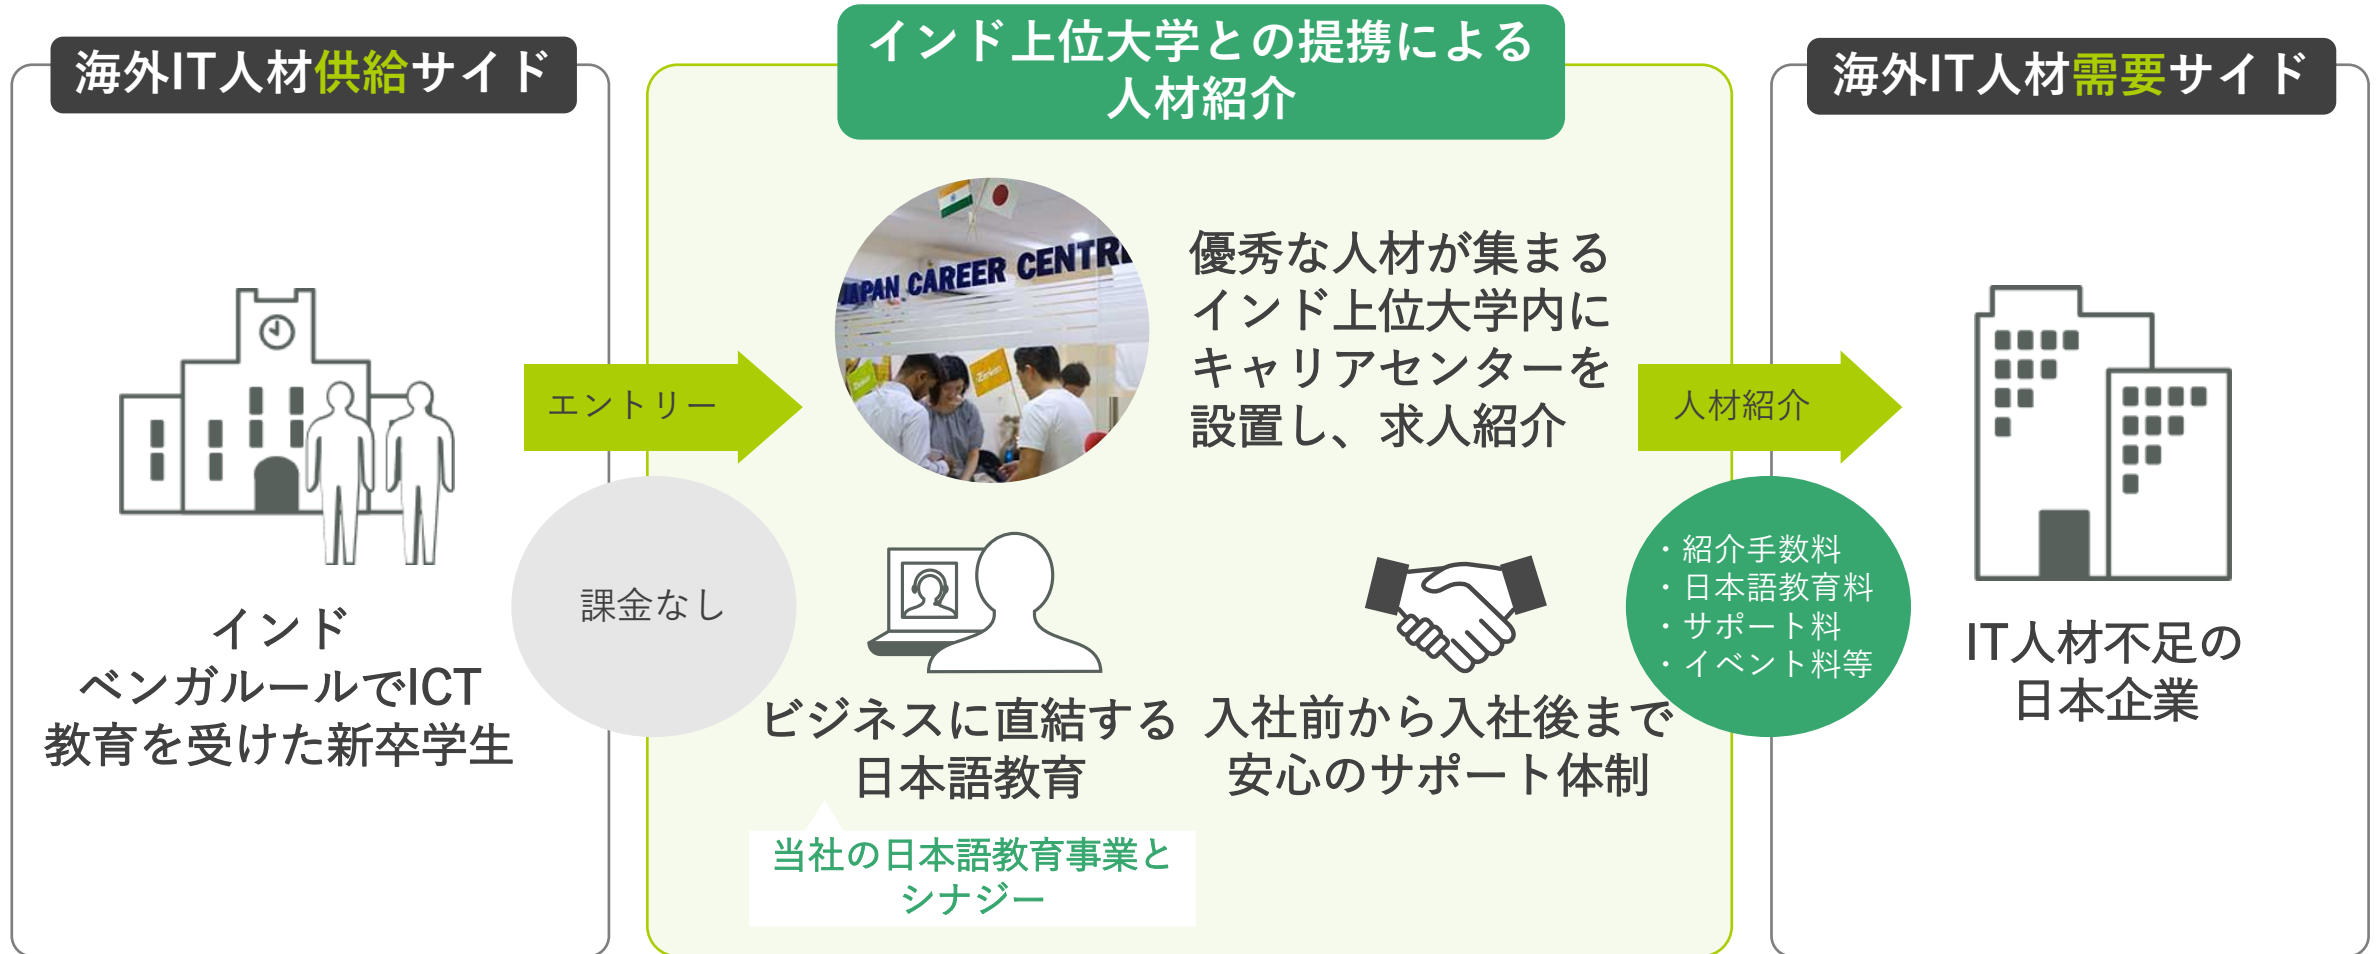 海外IT人材供給サイド
インド
ベンガルールでICT
教育を受けた新卒学生
エントリー
課金なし
インド上位大学との提携による
人材紹介
JAPAN CAREER CENTR
優秀な人材が集まる
インド上位大学内に
キャリアセンターを
設置し、求人紹介
ビジネスに直結する
日本語教育
当社の日本語教育事業と
シナジー
入社前から入社後まで
安心のサポート体制
人材紹介
・紹介手数料
・日本語教育料
・サポート料
・イベント料等
海外IT人材需要サイド
IT人材不足の
日本企業